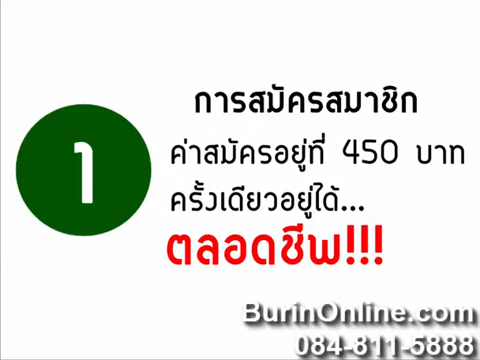 1
การสมัครสมาชิก
ค่าสมัครอยู่ที่ 450 บาท
ครั้งเดียวอยู่ได้...
ตลอดชีพ!!!
BurinOnline.com
084-811-5888